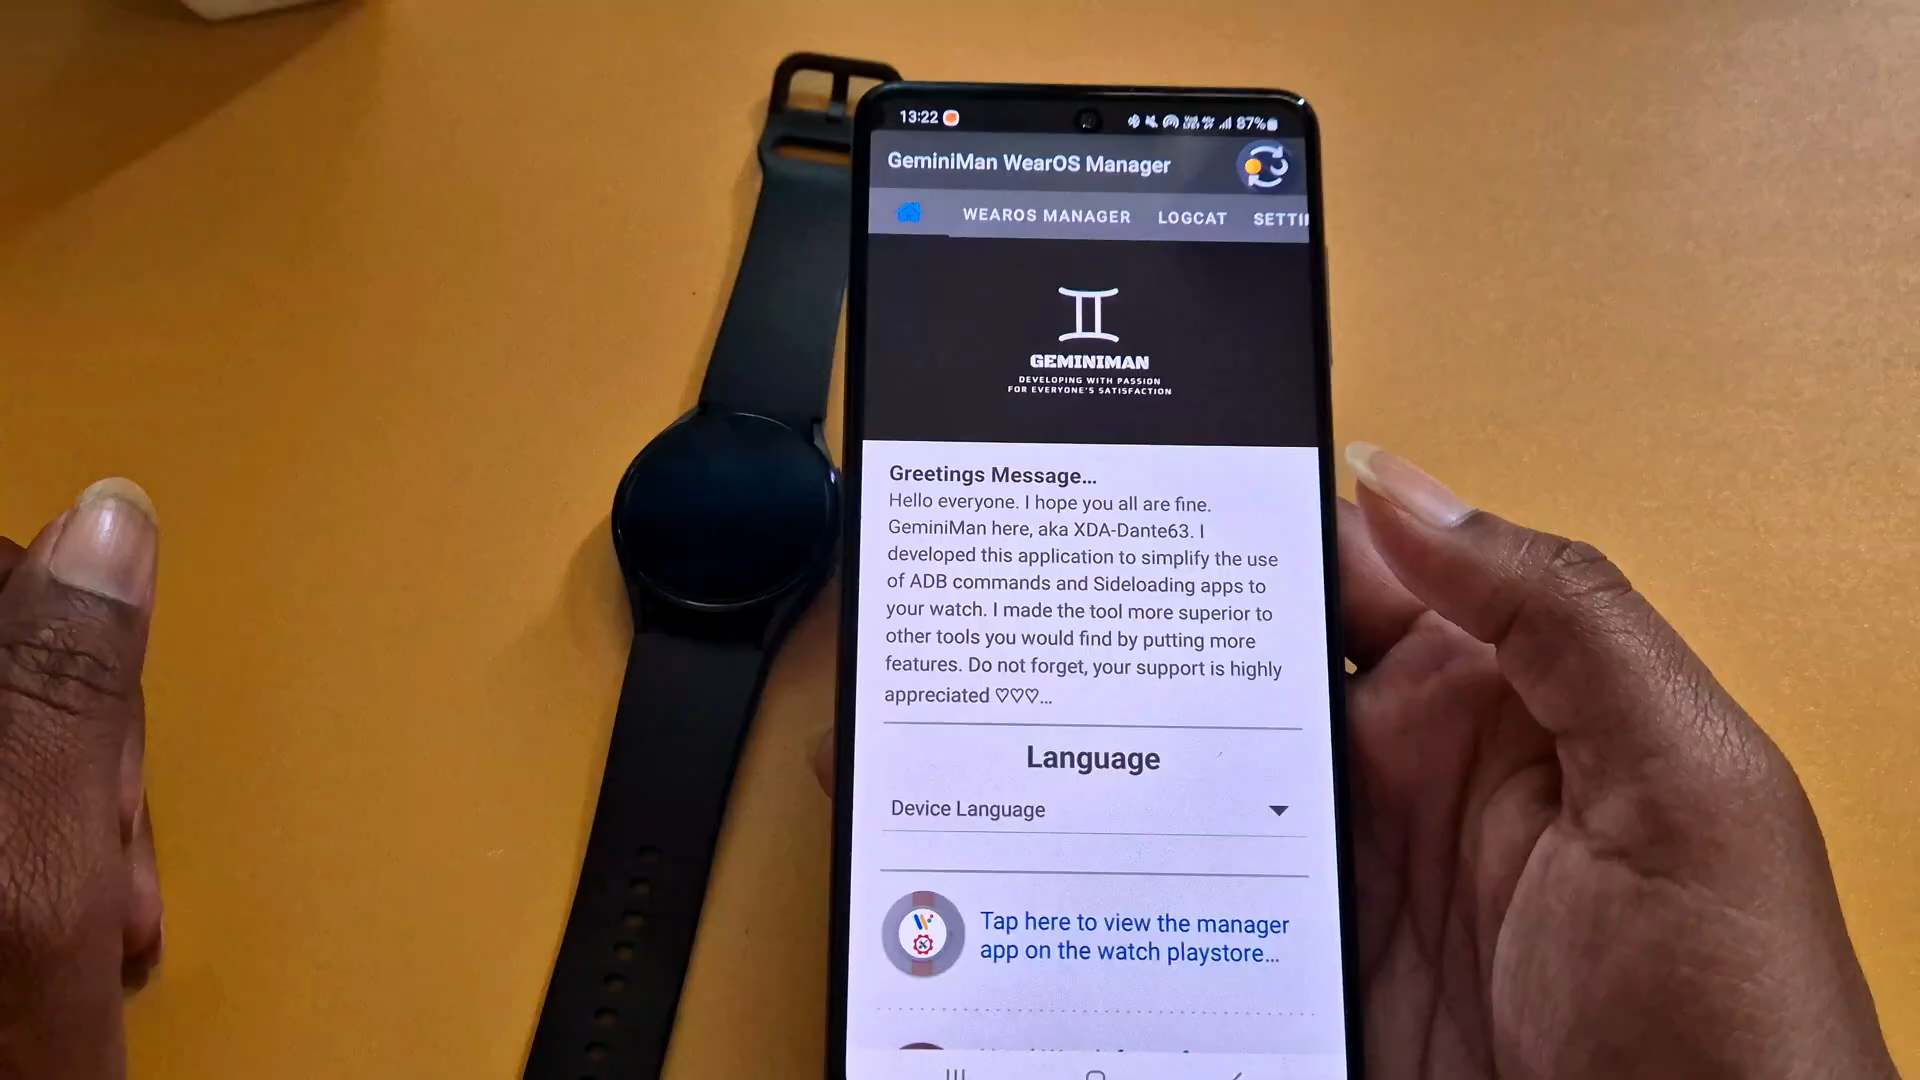 13:22
87%
GeminiMan WearOS Manager
WEAROS MANAGER LOGCAT
GEMINIMAN
DEVELOPING WITH PASSION
FOR EVERYONE'S SATISFACTION
Greetings Message...
Hello everyone. I hope you all are fine.
GeminiMan here, aka XDA-Dante63. I
developed this application to simplify the use
of ADB commands and Sideloading apps to
your watch. I made the tool more superior to
other tools you would find by putting more
features. Do not forget, your support is highly
appreciated ♡♡♡...
Language
Device Language
Tap here to view the manager
app on the watch playstore...